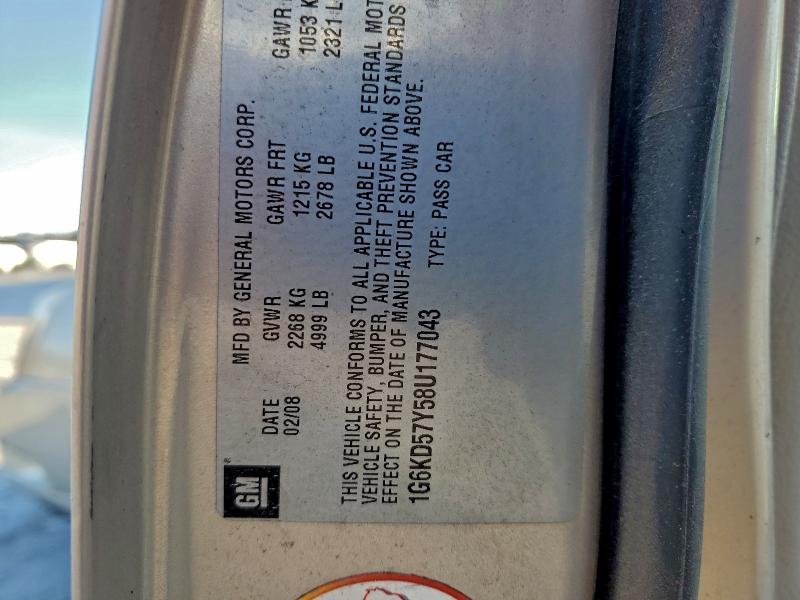 GM®
MFD BY GENERAL MOTORS CORP.
DATE GVWR GAWR FRT GAWR
02/08 2268 KG 1215 KG 1053 K
4999 LB 2678 LB 2321 L
THIS VEHICLE CONFORMS TO ALL APPLICABLE U.S. FEDERAL MOT
VEHICLE SAFETY, BUMPER, AND THEFT PREVENTION STANDARDS
EFFECT ON THE DATE OF MANUFACTURE SHOWN ABOVE.
1G6KD57Y58U177043 TYPE: PASS CAR